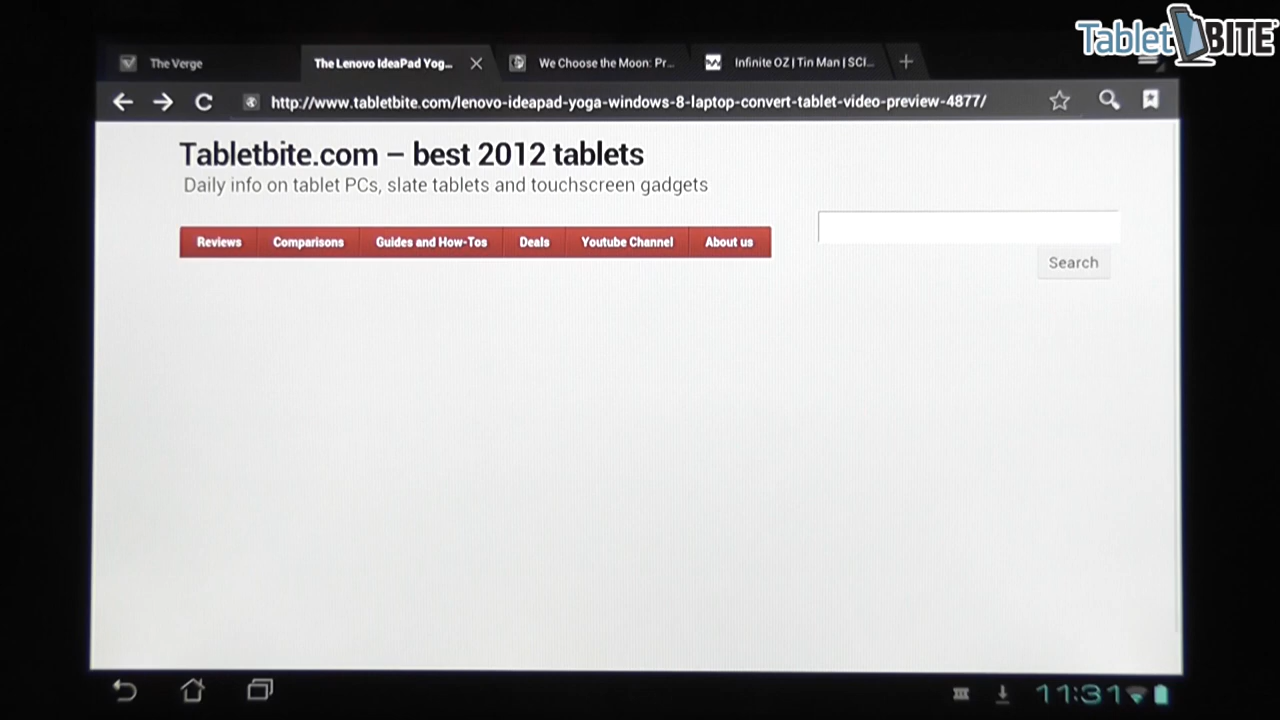 Tablet BITE
The Verge
The Lenovo IdeaPad Yog...
We Choose the Moon: Pr...
Infinite OZ | Tin Man | SCI...
http://www.tabletbite.com/lenovo-ideapad-yoga-windows-8-laptop-convert-tablet-video-preview-4877/
Tabletbite.com – best 2012 tablets
Daily info on tablet PCs, slate tablets and touchscreen gadgets
Reviews Comparisons Guides and How-Tos Deals Youtube Channel About us
Search
11:31